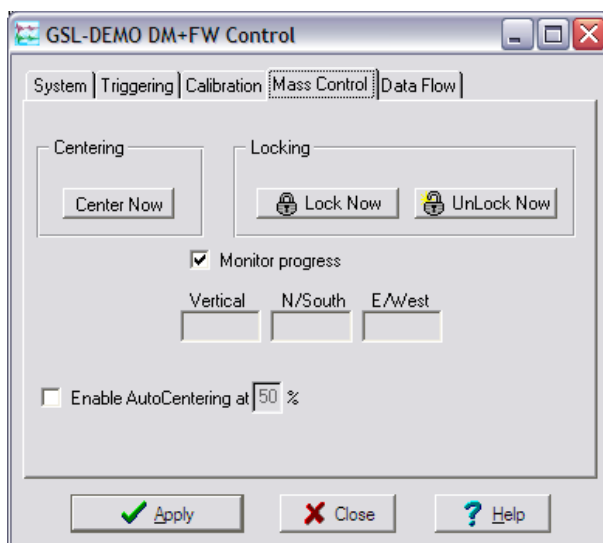 GSL-DEMO DM+FW Control
System Triggering Calibration Mass Control Data Flow
Centering
Locking
Center Now
Lock Now
UnLock Now
Monitor progress
Vertical N/South E/West
Enable AutoCentering at 50 %
Apply Close Help